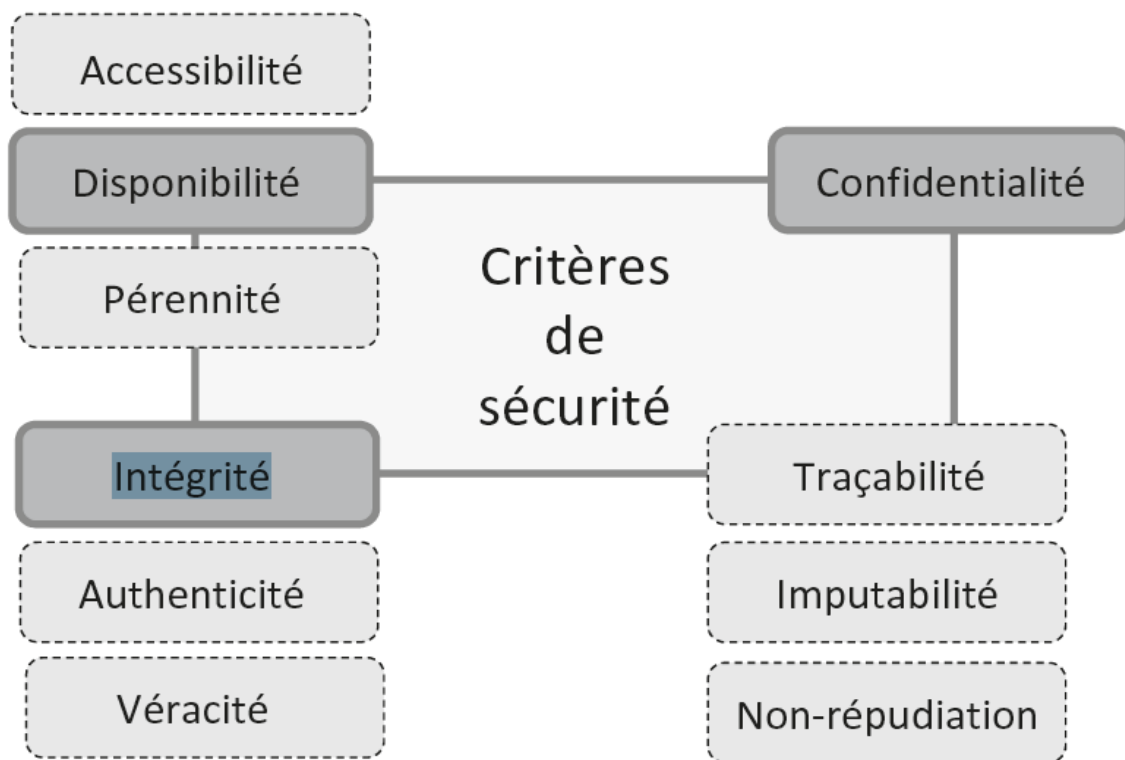 Accessibilité
Disponibilité
Confidentialité
Pérennité
Critères
de
sécurité
Intégrité
Traçabilité
Authenticité
Imputabilité
Véracité
Non-répudiation